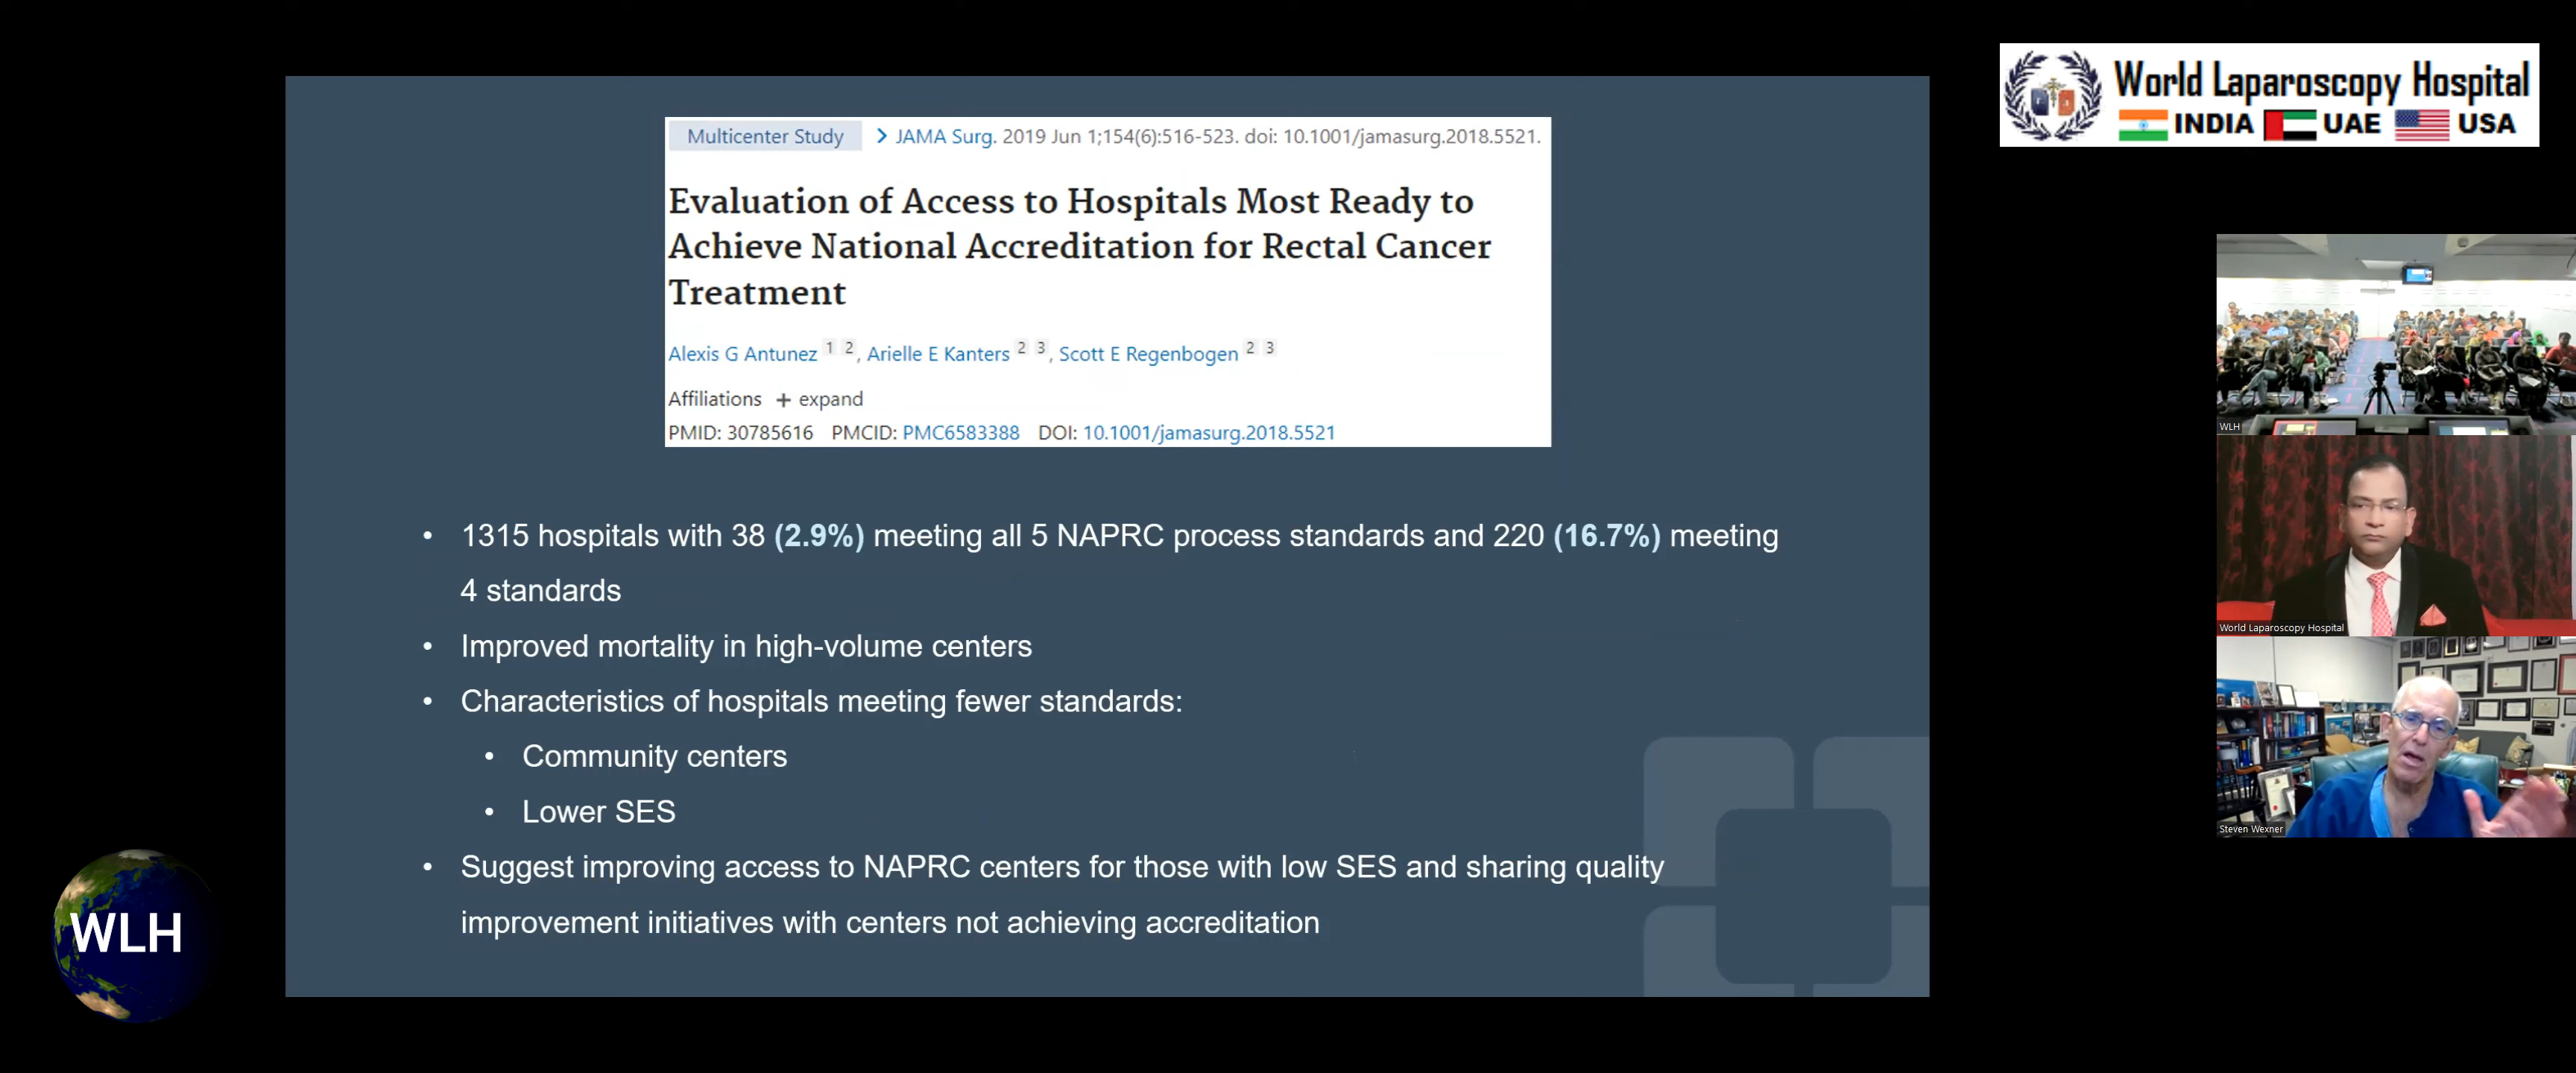 World Laparoscopy Hospital
INDIA UAE USA
Multicenter Study > JAMA Surg. 2019 Jun 1;154(6):516-523. doi: 10.1001/jamasurg.2018.5521.
Evaluation of Access to Hospitals Most Ready to
Achieve National Accreditation for Rectal Cancer
Treatment
Alexis G Antunez 1 2, Arielle E Kanters 2 3, Scott E Regenbogen 2 3
Affiliations + expand
PMID: 30785616 PMCID: PMC6583388 DOI: 10.1001/jamasurg.2018.5521
• 1315 hospitals with 38 (2.9%) meeting all 5 NAPRC process standards and 220 (16.7%) meeting
4 standards
• Improved mortality in high-volume centers
• Characteristics of hospitals meeting fewer standards:
• Community centers
• Lower SES
• Suggest improving access to NAPRC centers for those with low SES and sharing quality
improvement initiatives with centers not achieving accreditation
WLH
WLH
World Laparoscopy Hospital
Steven Wexner